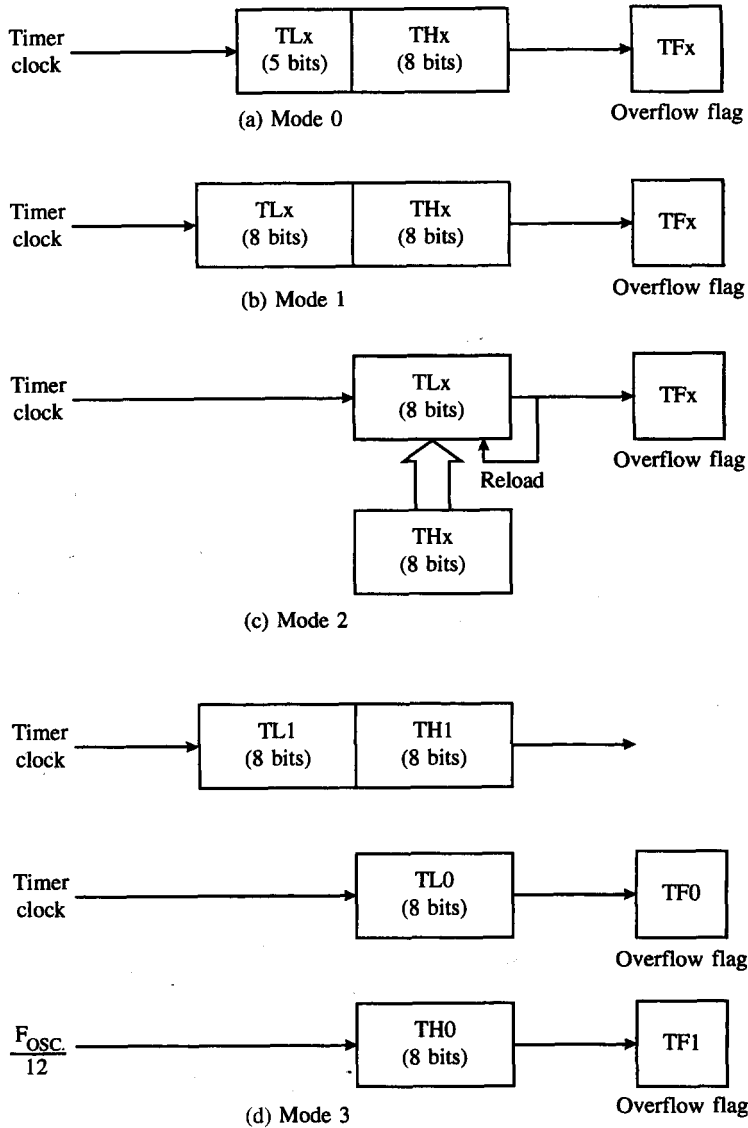 Timer
clock
TLx
(5 bits)
THx
(8 bits)
TFx
Overflow flag
(a) Mode 0
Timer
clock
TLx
(8 bits)
THx
(8 bits)
TFx
Overflow flag
(b) Mode 1
Timer
clock
TLx
(8 bits)
TFx
Overflow flag
Reload
THx
(8 bits)
(c) Mode 2
Timer
clock
TL1
(8 bits)
TH1
(8 bits)
Timer
clock
TL0
(8 bits)
TF0
Overflow flag
FOSC.
12
TH0
(8 bits)
TF1
Overflow flag
(d) Mode 3